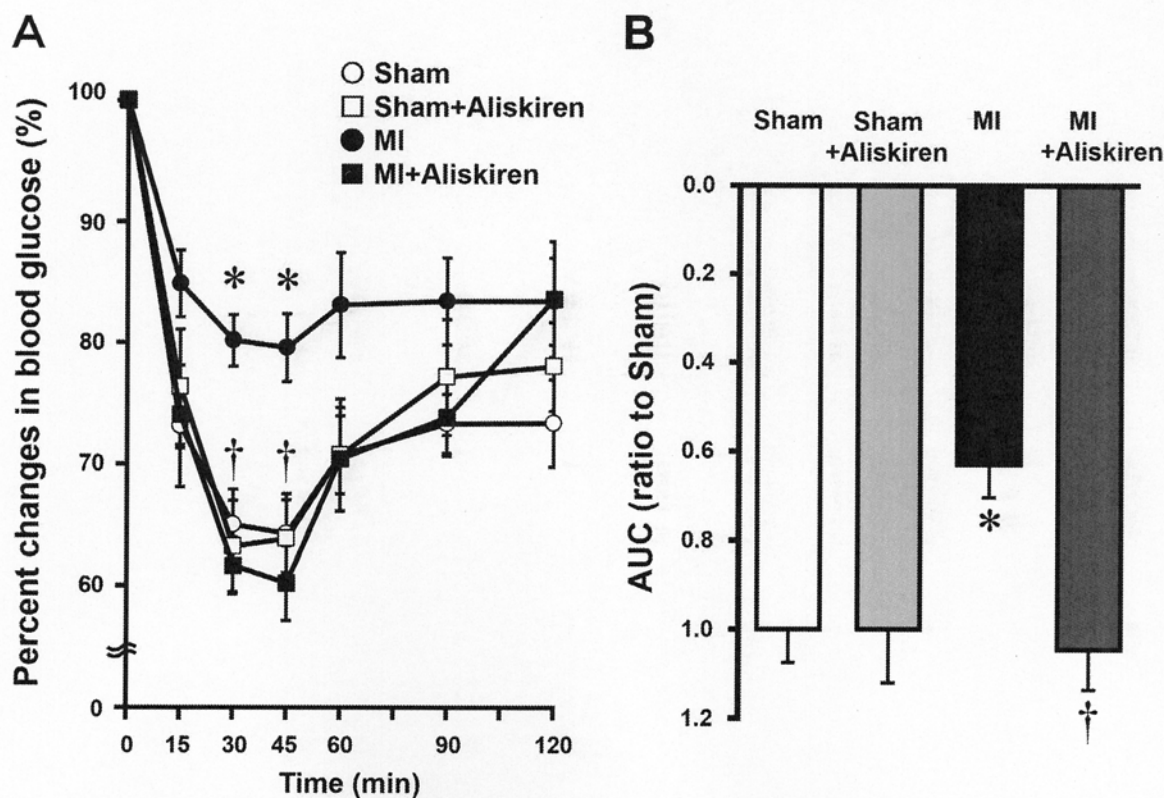 A
Percent changes in blood glucose (%)
100
90
80
70
60
0
Sham
Sham+Aliskiren
MI
MI+Aliskiren
*
*
†
†
0 15 30 45 60 90 120
Time (min)
B
Sham Sham MI MI
+Aliskiren +Aliskiren
AUC (ratio to Sham)
0.0
0.2
0.4
0.6
0.8
1.0
1.2
*
†